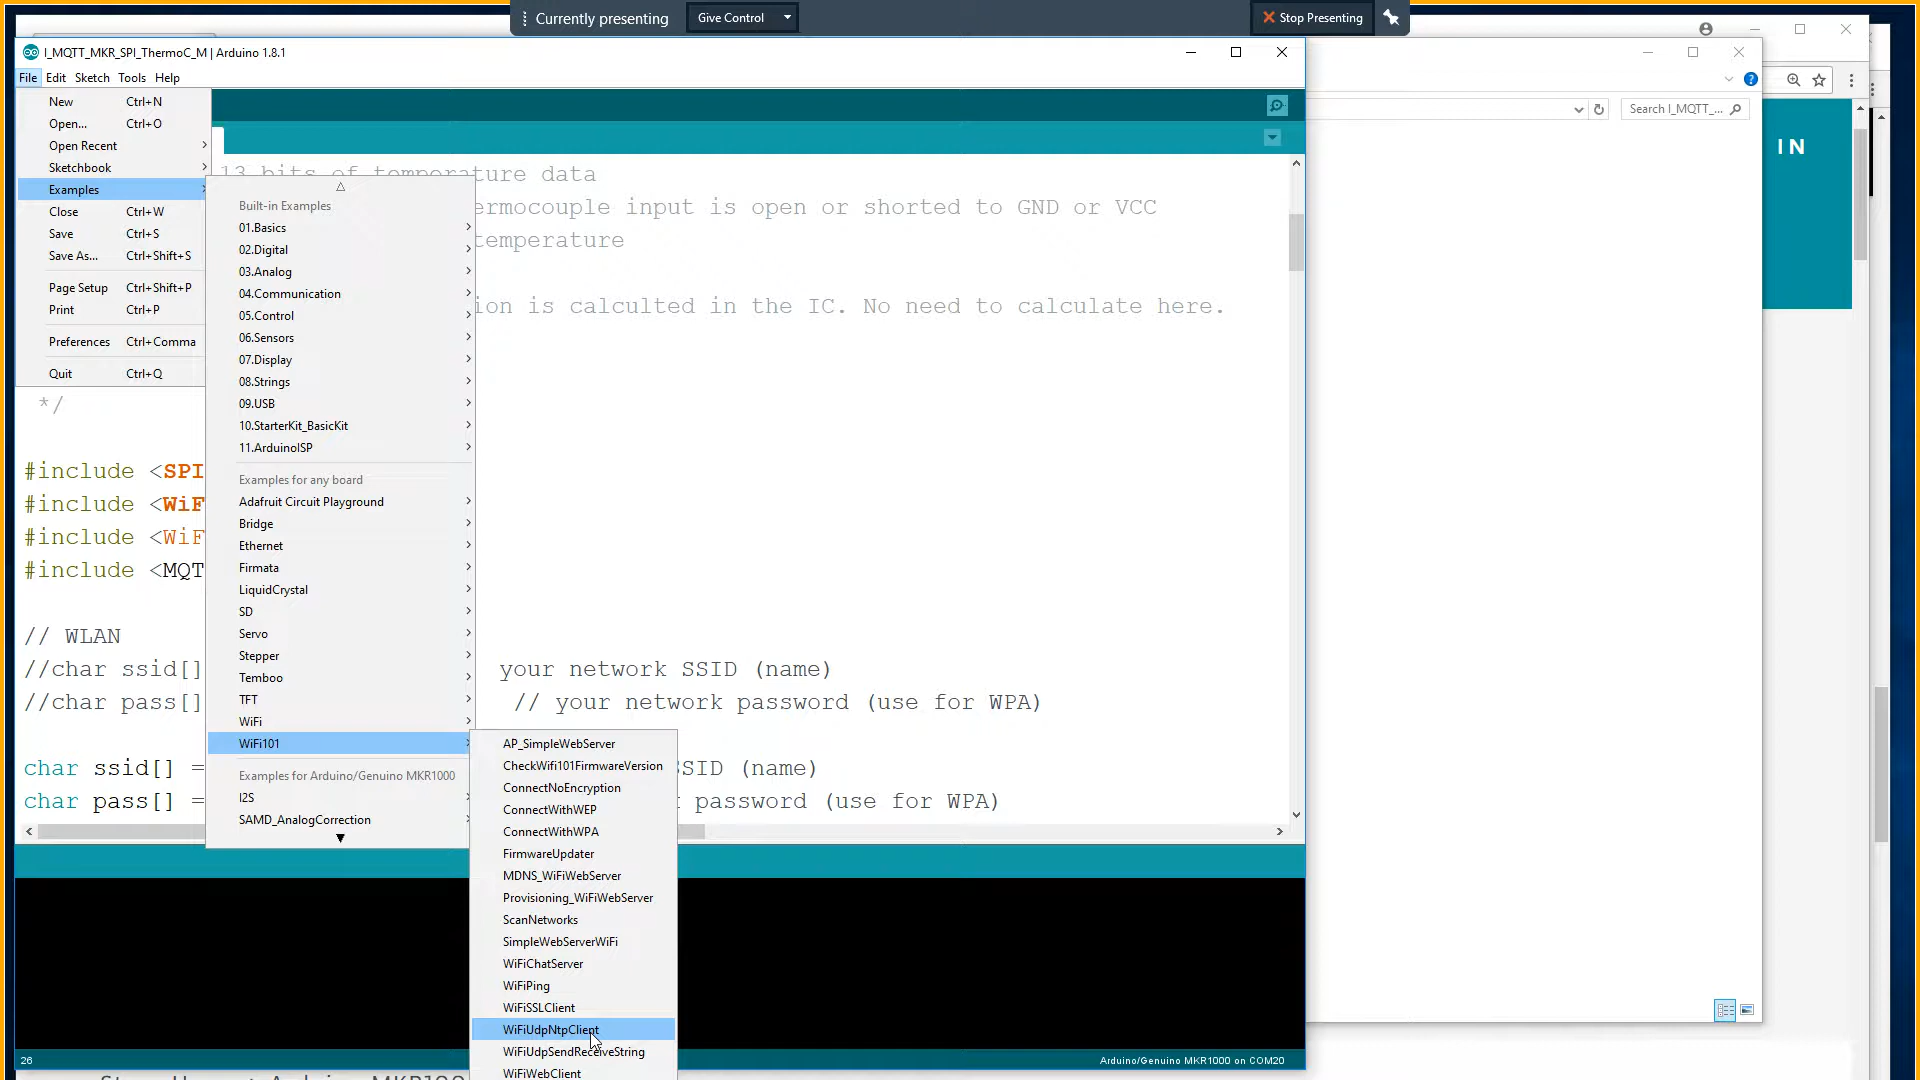 Currently presenting
Give Control
Stop Presenting
I_MQTT_MKR_SPI_ThermoC_M | Arduino 1.8.1
File Edit Sketch Tools Help
New Ctrl+N
Open... Ctrl+O
Open Recent
Sketchbook
Examples
Close Ctrl+W
Save Ctrl+S
Save As... Ctrl+Shift+S
Page Setup Ctrl+Shift+P
Print Ctrl+P
Preferences Ctrl+Comma
Quit Ctrl+Q
Built-in Examples
01.Basics
02.Digital
03.Analog
04.Communication
05.Control
06.Sensors
07.Display
08.Strings
09.USB
10.StarterKit_BasicKit
11.ArduinoISP
Examples for any board
Adafruit Circuit Playground
Bridge
Ethernet
Firmata
LiquidCrystal
SD
Servo
Stepper
Temboo
TFT
WiFi
WiFi101
Examples for Arduino/Genuino MKR1000
I2S
SAMD_AnalogCorrection
AP_SimpleWebServer
CheckWifi101FirmwareVersion
ConnectNoEncryption
ConnectWithWEP
ConnectWithWPA
FirmwareUpdater
MDNS_WiFiWebServer
Provisioning_WiFiWebServer
ScanNetworks
SimpleWebServerWiFi
WiFiChatServer
WiFiPing
WiFiSSLClient
WiFiUdpNtpClient
WiFiUdpSendReceiveString
WiFiWebClient
13 bits of temperature data
ermocouple input is open or shorted to GND or VCC
temperature
ion is calculted in the IC. No need to calculate here.
*/
#include <SPI
#include <WiF
#include <WiF
#include <MQT
// WLAN
//char ssid[] your network SSID (name)
//char pass[] // your network password (use for WPA)
char ssid[] = SSID (name)
char pass[] = password (use for WPA)
26
Arduino/Genuino MKR1000 on COM20
Search I_MQTT_...
IN